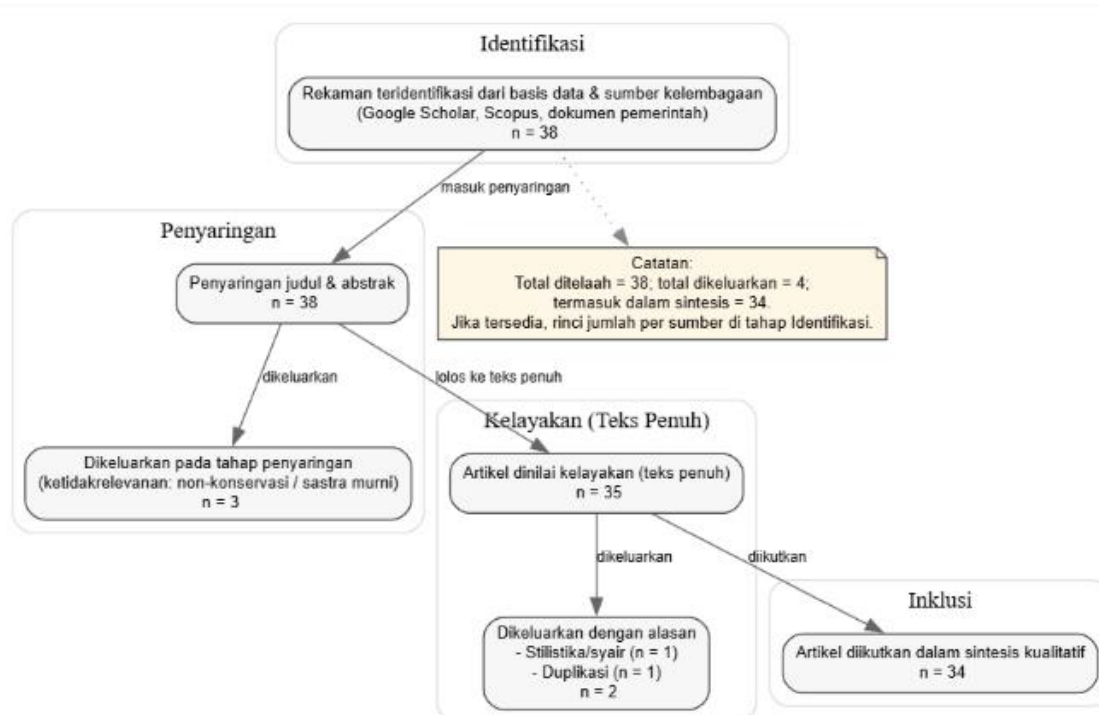 Identifikasi
Rekaman teridentifikasi dari basis data & sumber kelembagaan
(Google Scholar, Scopus, dokumen pemerintah)
n = 38
masuk penyaringan
Penyaringan
Penyaringan judul & abstrak
n = 38
Catatan:
Total ditelaah = 38; total dikeluarkan = 4;
termasuk dalam sintesis = 34.
Jika tersedia, rinci jumlah per sumber di tahap Identifikasi.
dikeluarkan
lolos ke teks penuh
Dikeluarkan pada tahap penyaringan
(ketidakrelevanan: non-konservasi / sastra murni)
n = 3
Kelayakan (Teks Penuh)
Artikel dinilai kelayakan (teks penuh)
n = 35
dikeluarkan
diikutkan
Dikeluarkan dengan alasan
- Stilistika/syair (n = 1)
- Duplikasi (n = 1)
n = 2
Inklusi
Artikel diikutkan dalam sintesis kualitatif
n = 34